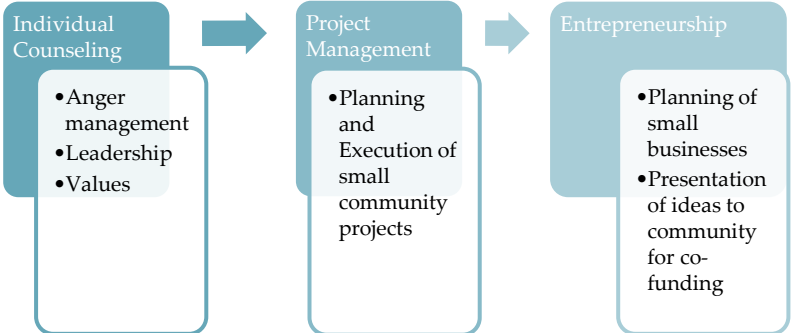 Individual
Counseling
•Anger
management
•Leadership
•Values
Project
Management
•Planning
and
Execution of
small
community
projects
Entrepreneurship
•Planning of
small
businesses
•Presentation
of ideas to
community
for co-
funding